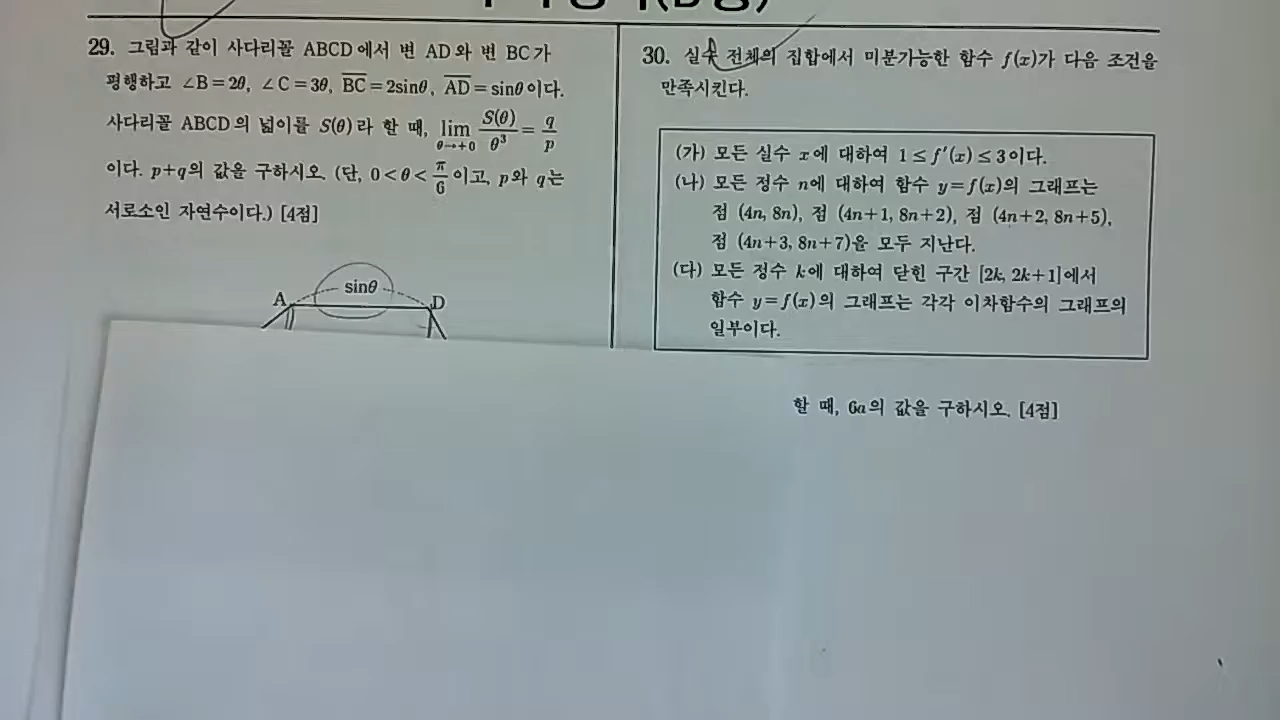 29. 그림과 같이 사다리꼴 ABCD에서 변 AD와 변 BC가
평행하고 ∠B=2θ, ∠C=3θ, B̅C̅=2sinθ, A̅D̅=sinθ이다.
사다리꼴 ABCD의 넓이를 S(θ)라 할 때, lim θ→+0 S(θ)/θ³ = q/p
이다. p+q의 값을 구하시오. (단, 0<θ<π/6이고, p와 q는
서로소인 자연수이다.) [4점]
sinθ
A D
30. 실수 전체의 집합에서 미분가능한 함수 f(x)가 다음 조건을
만족시킨다.
(가) 모든 실수 x에 대하여 1≤f′(x)≤3이다.
(나) 모든 정수 n에 대하여 함수 y=f(x)의 그래프는
점 (4n, 8n), 점 (4n+1, 8n+2), 점 (4n+2, 8n+5),
점 (4n+3, 8n+7)을 모두 지난다.
(다) 모든 정수 k에 대하여 닫힌 구간 [2k, 2k+1]에서
함수 y=f(x)의 그래프는 각각 이차함수의 그래프의
일부이다.
할 때, 6a의 값을 구하시오. [4점]